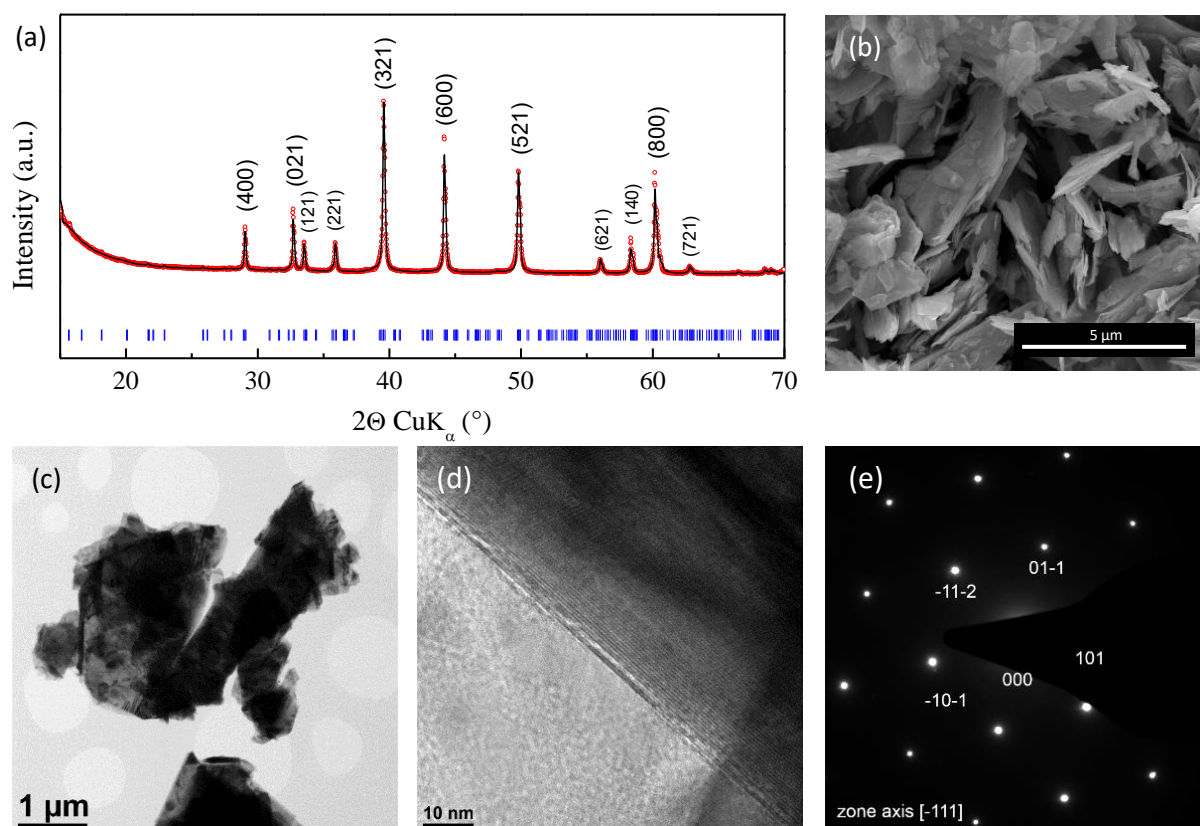 (a)
Intensity (a.u.)
(400)
(021)
(121)
(221)
(321)
(600)
(521)
(621)
(140)
(800)
(721)
20
30
40
50
60
70
2Θ CuKα (°)
(b)
5 µm
(c)
1 µm
(d)
10 nm
(e)
01-1
-11-2
101
000
-10-1
zone axis [-111]